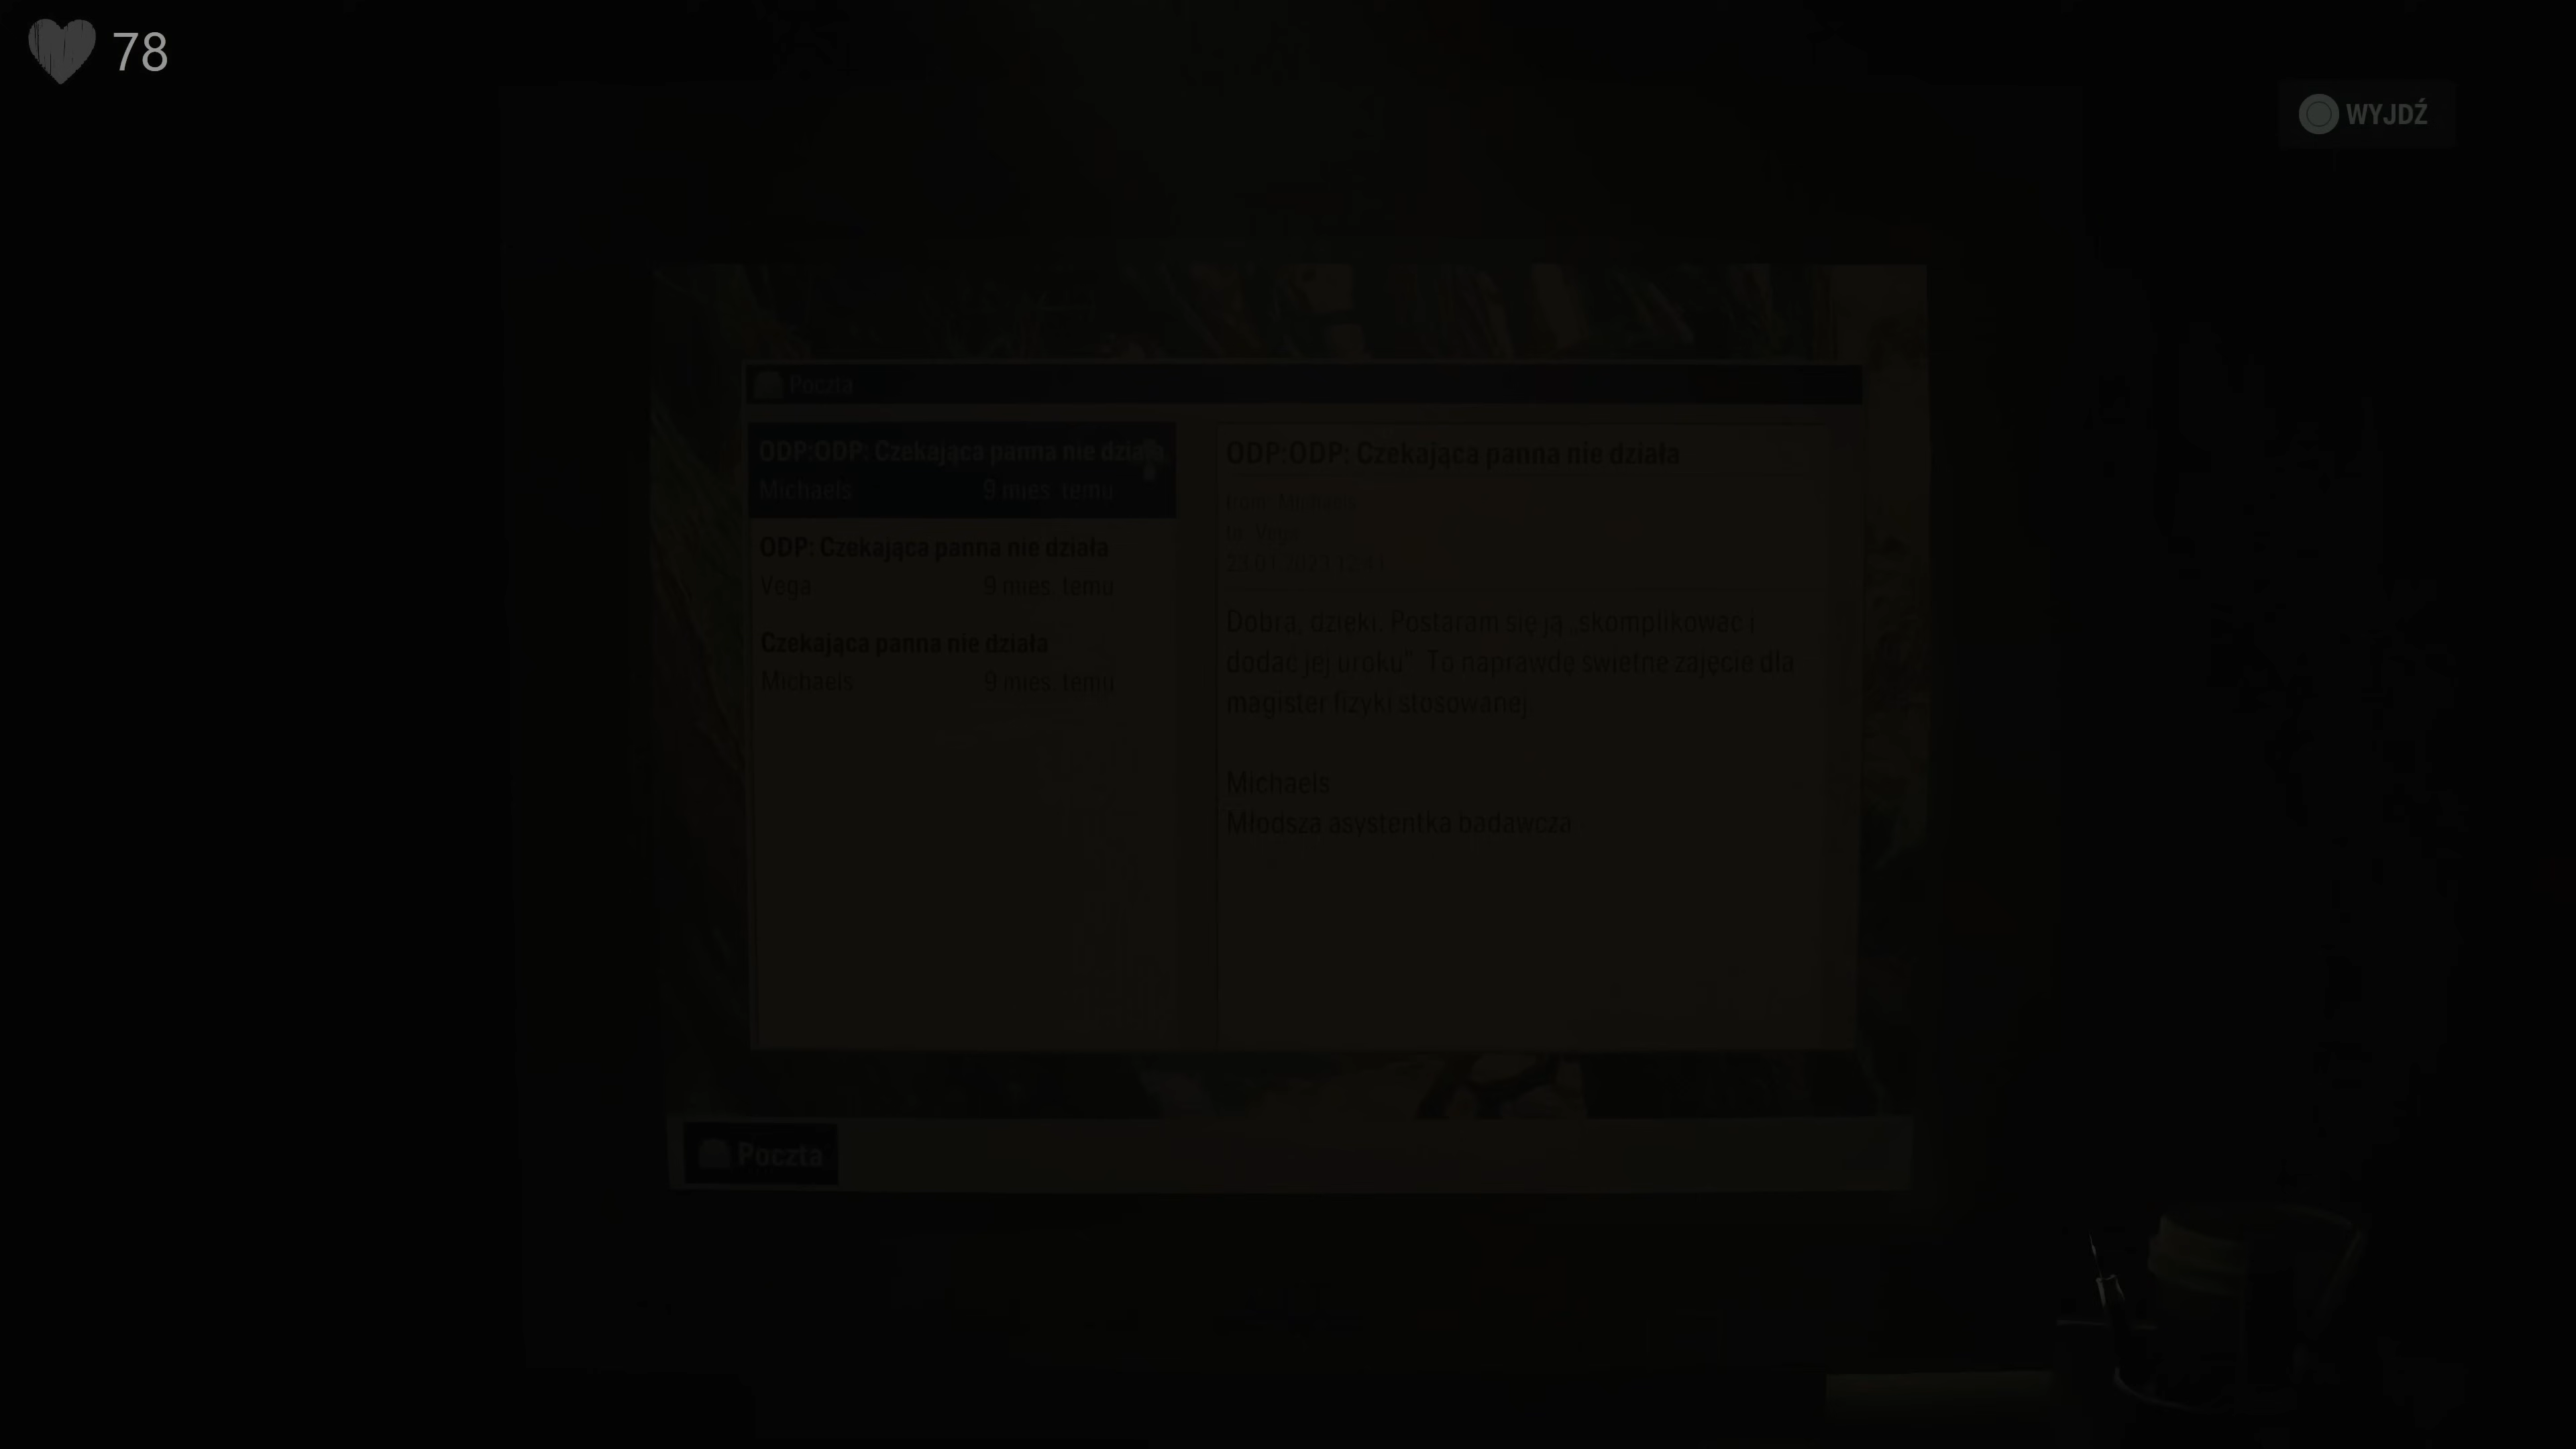 78
WYJDŹ
Poczta
ODP:ODP: Czekająca panna nie działa
Michaels 9 mies. temu
ODP: Czekająca panna nie działa
Vega 9 mies. temu
Czekająca panna nie działa
Michaels 9 mies. temu
ODP:ODP: Czekająca panna nie działa
Michaels
Vega
Dobra, dzięki. Postaram się ją „skomplikować i
dodać jej uroku”. To naprawdę świetne zajęcie dla
magister fizyki stosowanej.
Michaels
Młodsza asystentka badawcza
Poczta